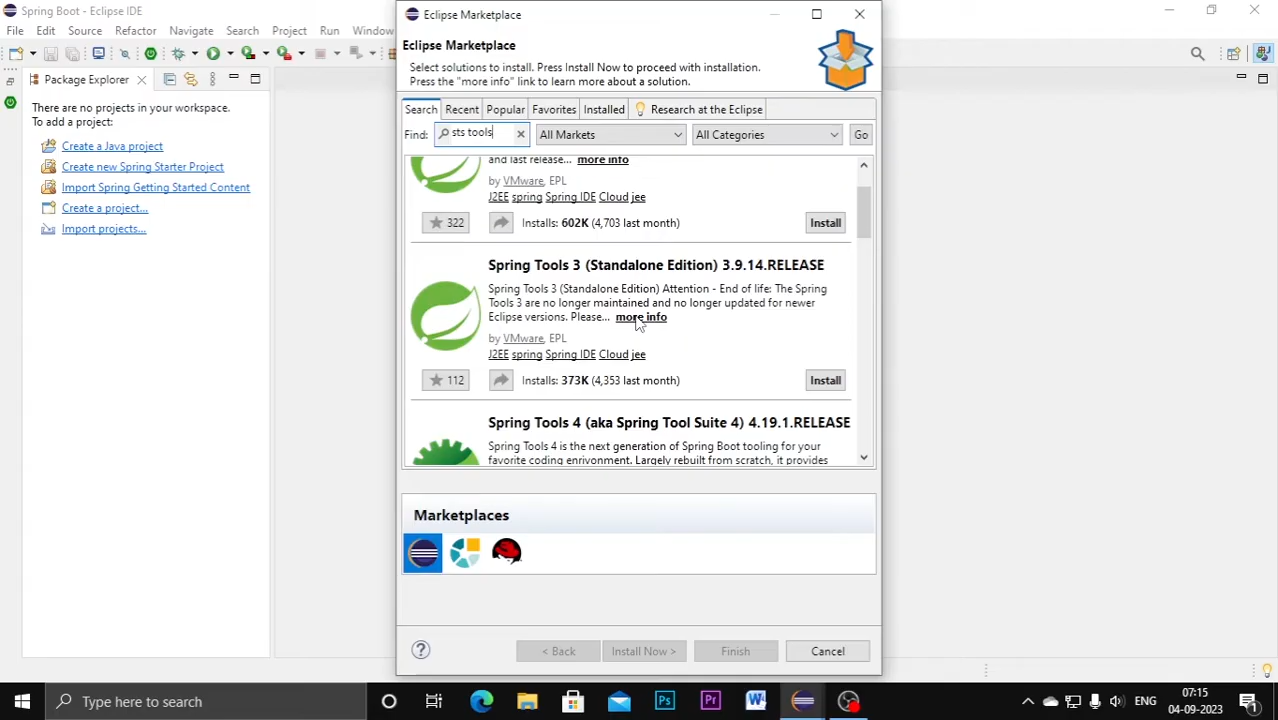 Spring Boot - Eclipse IDE
File Edit Source Refactor Navigate Search Project Run Window
Package Explorer
There are no projects in your workspace.
To add a project:
Create a Java project
Create new Spring Starter Project
Import Spring Getting Started Content
Create a project...
Import projects...
Eclipse Marketplace
Eclipse Marketplace
Select solutions to install. Press Install Now to proceed with installation.
Press the "more info" link to learn more about a solution.
Search Recent Popular Favorites Installed Research at the Eclipse
Find: sts tools All Markets All Categories Go
and last release... more info
by VMware, EPL
J2EE spring Spring IDE Cloud jee
322 Installs: 602K (4,703 last month) Install
Spring Tools 3 (Standalone Edition) 3.9.14.RELEASE
Spring Tools 3 (Standalone Edition) Attention - End of life: The Spring
Tools 3 are no longer maintained and no longer updated for newer
Eclipse versions. Please... more info
by VMware, EPL
J2EE spring Spring IDE Cloud jee
112 Installs: 373K (4,353 last month) Install
Spring Tools 4 (aka Spring Tool Suite 4) 4.19.1.RELEASE
Spring Tools 4 is the next generation of Spring Boot tooling for your
favorite coding enrivonment. Largely rebuilt from scratch, it provides
Marketplaces
? < Back Install Now > Finish Cancel
Type here to search
Ps Pr W
ENG
07:15
04-09-2023
1